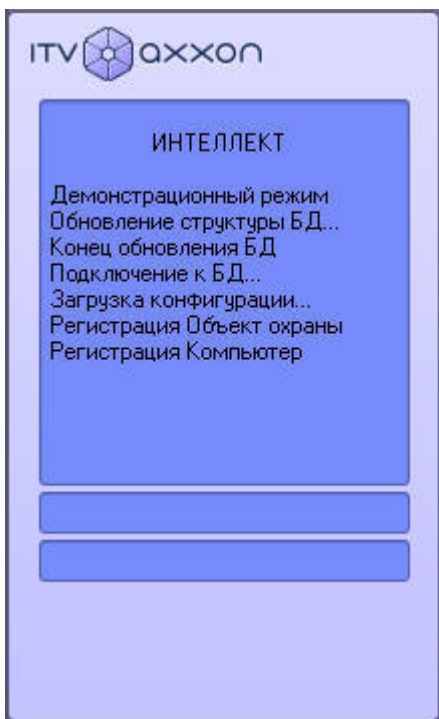 ITV axxon
ИНТЕЛЛЕКТ
Демонстрационный режим
Обновление структуры БД...
Конец обновления БД
Подключение к БД...
Загрузка конфигурации...
Регистрация Объект охраны
Регистрация Компьютер